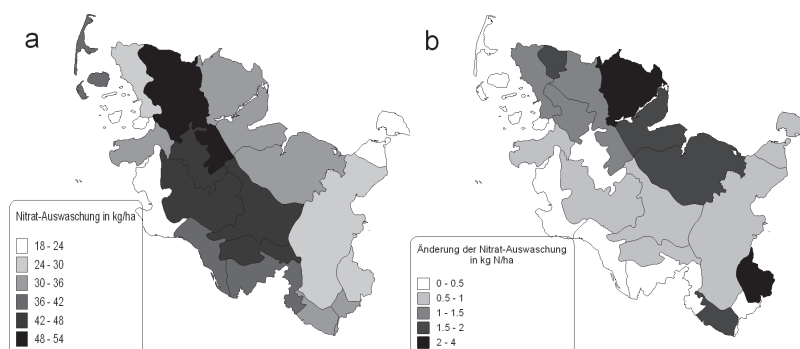 a
Nitrat-Auswaschung in kg/ha
18 - 24
24 - 30
30 - 36
36 - 42
42 - 48
48 - 54
b
Änderung der Nitrat-Auswaschung
in kg N/ha
0 - 0.5
0.5 - 1
1 - 1.5
1.5 - 2
2 - 4